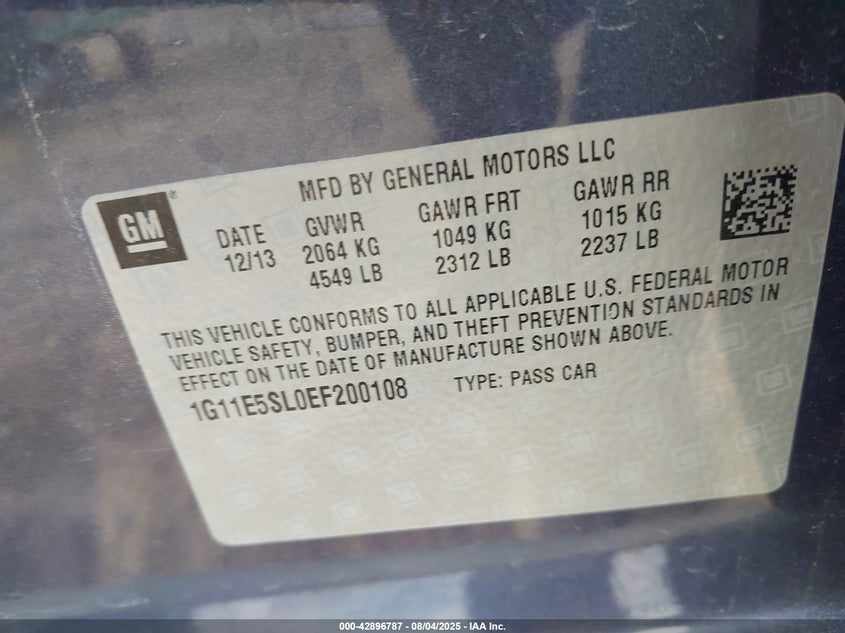 MFD BY GENERAL MOTORS LLC
GM ®
DATE GVWR GAWR FRT GAWR RR
12/13 2064 KG 1049 KG 1015 KG
4549 LB 2312 LB 2237 LB
THIS VEHICLE CONFORMS TO ALL APPLICABLE U.S. FEDERAL MOTOR
VEHICLE SAFETY, BUMPER, AND THEFT PREVENTION STANDARDS IN
EFFECT ON THE DATE OF MANUFACTURE SHOWN ABOVE.
1G11E5SL0EF200108 TYPE: PASS CAR
000-42896787 - 08/04/2025 - IAA Inc.